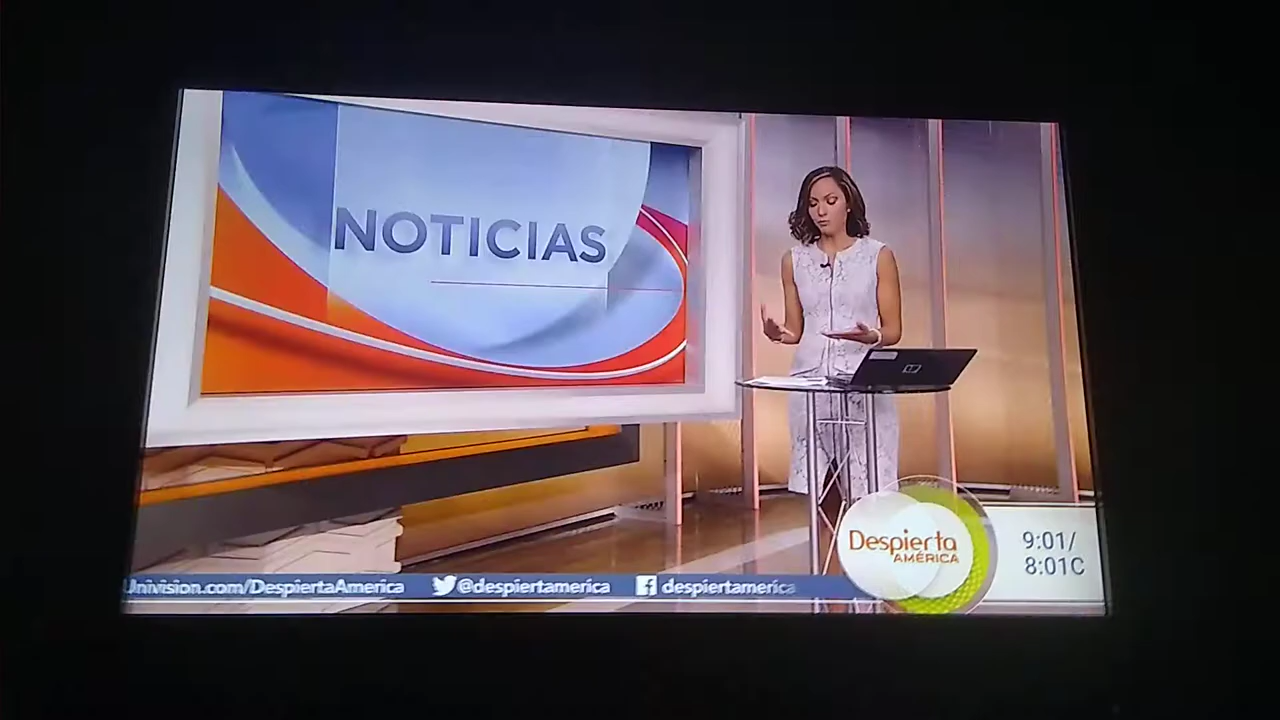 NOTICIAS
Despierta
AMÉRICA
9:01/
8:01C
Univision.com/DespiertaAmerica @despiertamerica despiertamerica